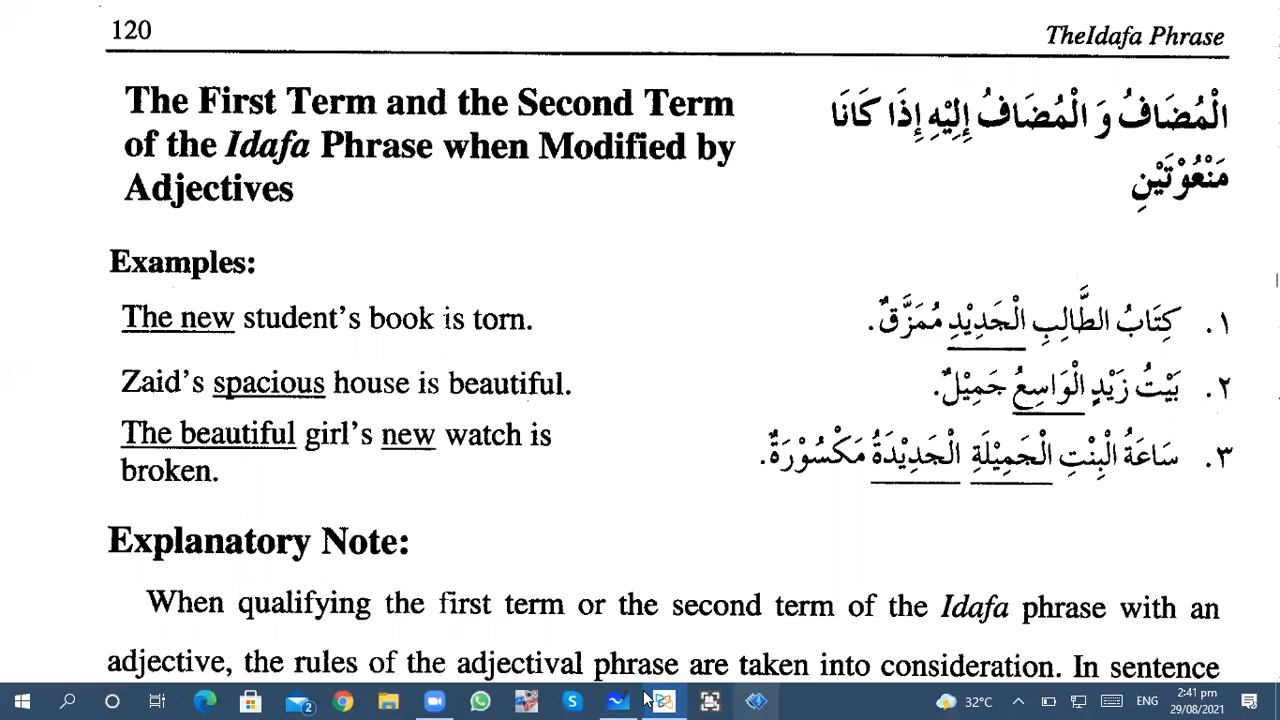 120 TheIdafa Phrase
The First Term and the Second Term الْمُضَافُ وَ الْمُضَافُ إِلَيْهِ إِذَا كَانَا
of the Idafa Phrase when Modified by مَنْعُوْتَيْنِ
Adjectives
Examples:
The new student's book is torn. ١. كِتَابُ الطَّالِبِ الْجَدِيْدِ مُمَزَّقٌ.
Zaid's spacious house is beautiful. ٢. بَيْتُ زَيْدٍ الْوَاسِعُ جَمِيْلٌ.
The beautiful girl's new watch is ٣. سَاعَةُ الْبِنْتِ الْجَمِيْلَةِ الْجَدِيْدَةُ مَكْسُوْرَةٌ.
broken.
Explanatory Note:
When qualifying the first term or the second term of the Idafa phrase with an
adjective, the rules of the adjectival phrase are taken into consideration. In sentence
2 32°C ENG 2:41 pm
29/08/2021